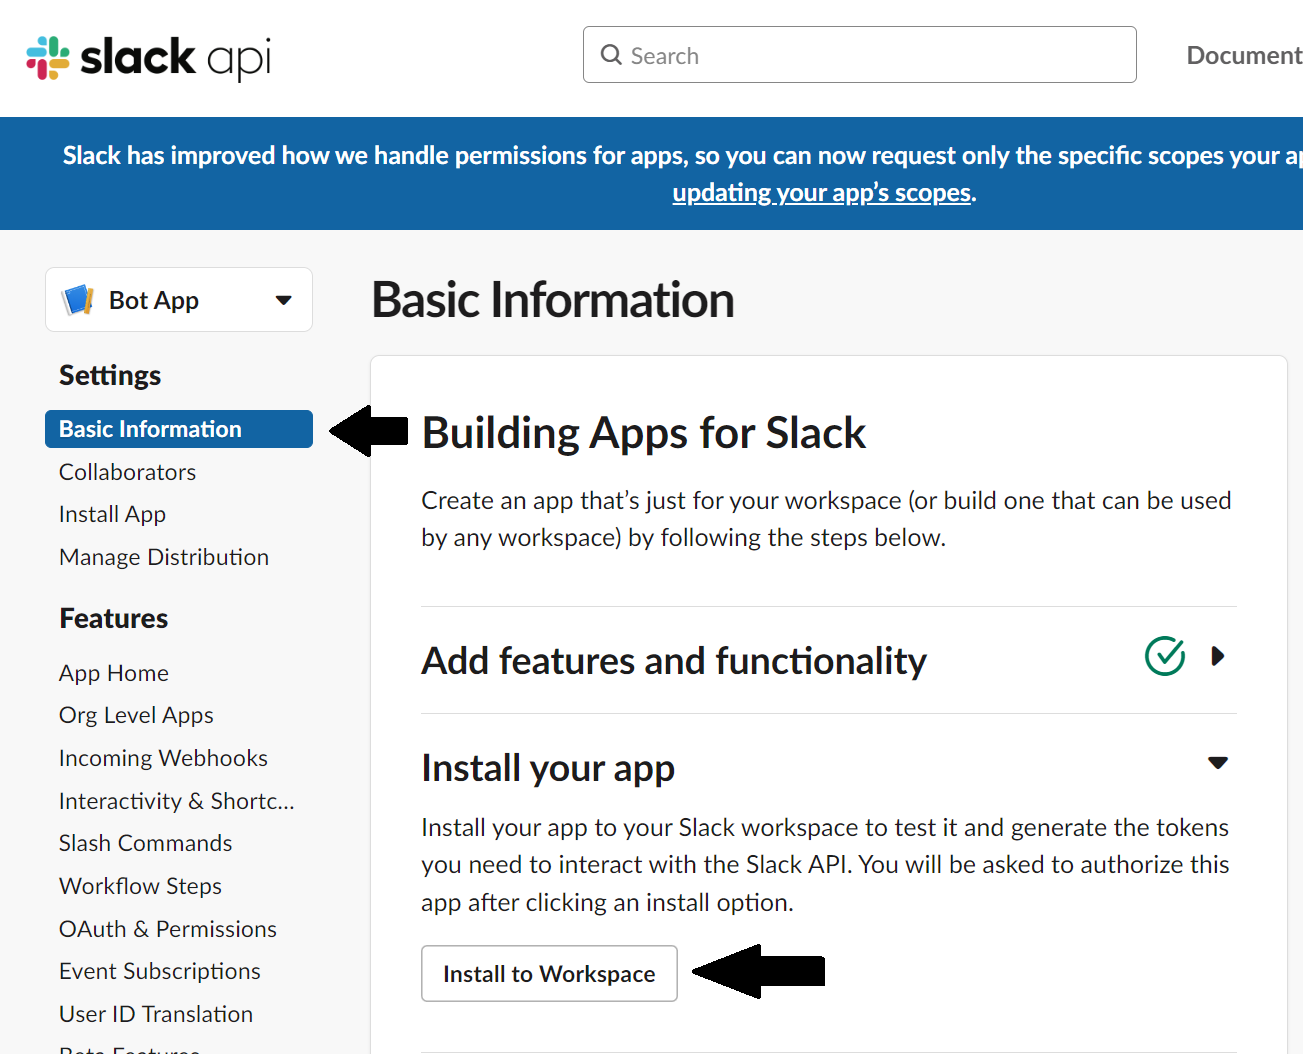 slack api
Search
Document
Slack has improved how we handle permissions for apps, so you can now request only the specific scopes your ap
updating your app's scopes.
Bot App
Basic Information
Settings
Basic Information
Collaborators
Install App
Manage Distribution
Features
App Home
Org Level Apps
Incoming Webhooks
Interactivity & Shortc...
Slash Commands
Workflow Steps
OAuth & Permissions
Event Subscriptions
User ID Translation
Beta Features
Building Apps for Slack
Create an app that's just for your workspace (or build one that can be used
by any workspace) by following the steps below.
Add features and functionality
Install your app
Install your app to your Slack workspace to test it and generate the tokens
you need to interact with the Slack API. You will be asked to authorize this
app after clicking an install option.
Install to Workspace